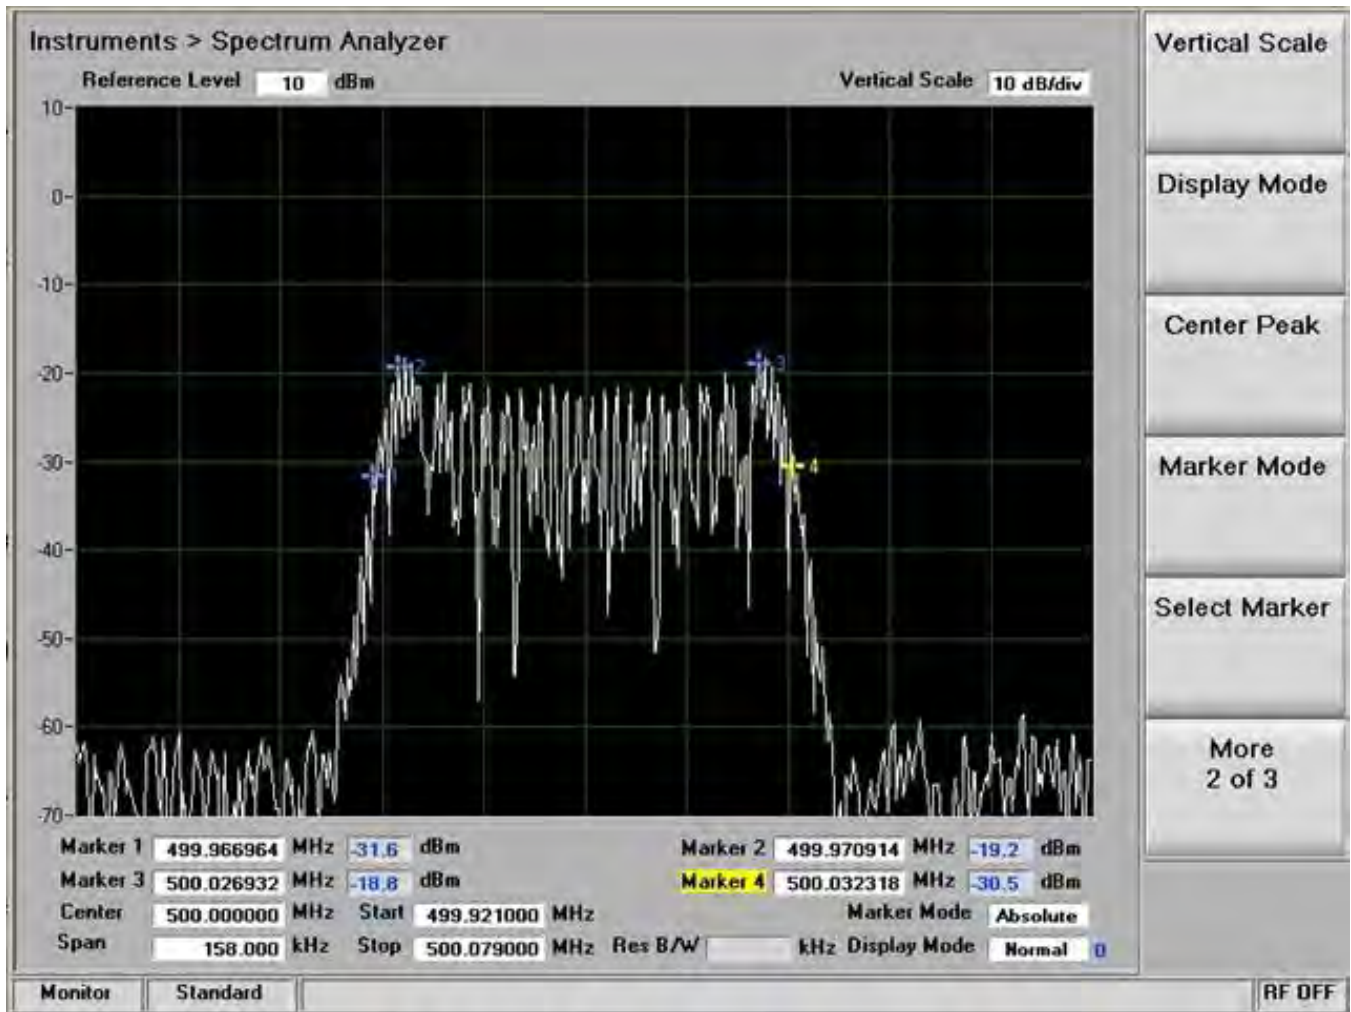 Instruments > Spectrum Analyzer
Vertical Scale
Reference Level 10 dBm
Vertical Scale 10 dB/div
10
0
-10
-20
-30
-40
-50
-60
-70
2
3
4
Marker 1 499.966964 MHz -31.6 dBm
Marker 2 499.970914 MHz -19.2 dBm
Marker 3 500.026932 MHz -18.8 dBm
Marker 4 500.032318 MHz -30.5 dBm
Center 500.000000 MHz Start 499.921000 MHz
Marker Mode Absolute
Span 158.000 kHz Stop 500.079000 MHz Res B/W kHz Display Mode Normal 0
Display Mode
Center Peak
Marker Mode
Select Marker
More
2 of 3
Monitor Standard
RF OFF